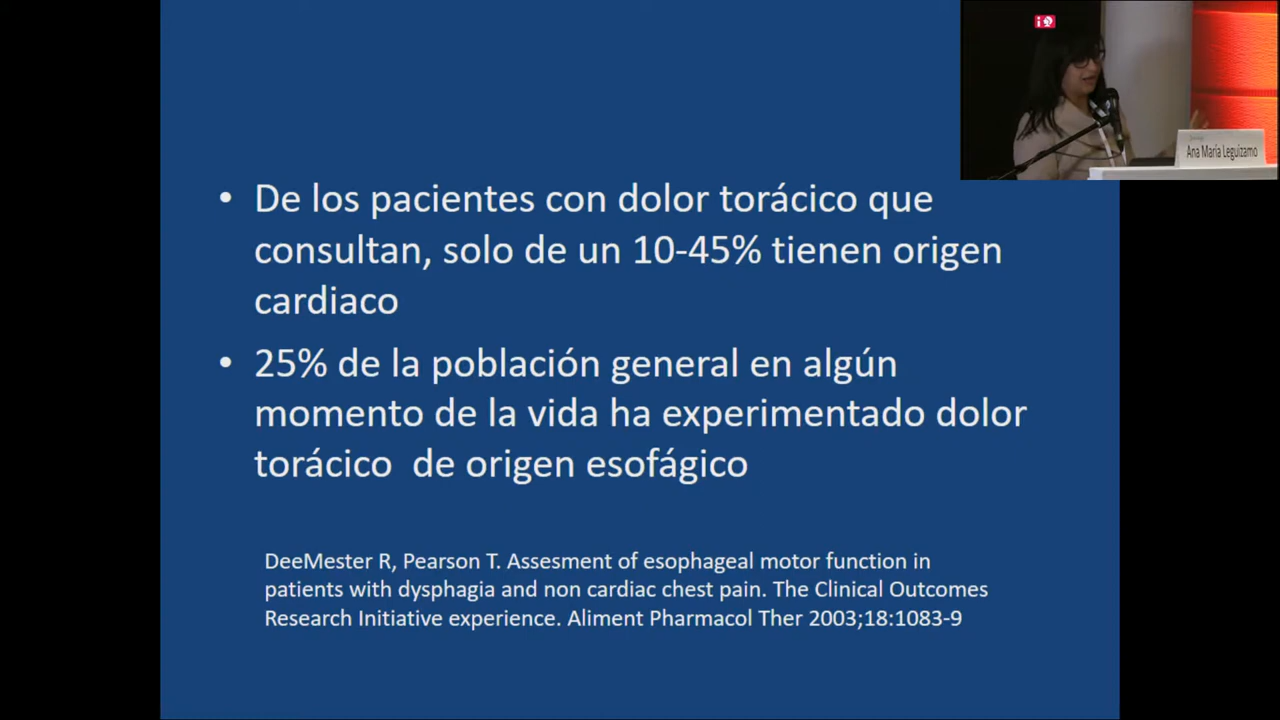 Ana María Leguizamo
• De los pacientes con dolor torácico que
consultan, solo de un 10-45% tienen origen
cardiaco
• 25% de la población general en algún
momento de la vida ha experimentado dolor
torácico de origen esofágico
DeeMester R, Pearson T. Assesment of esophageal motor function in
patients with dysphagia and non cardiac chest pain. The Clinical Outcomes
Research Initiative experience. Aliment Pharmacol Ther 2003;18:1083-9